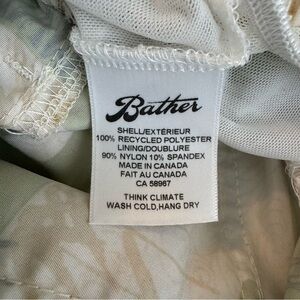 Bather
SHELL/EXTÉRIEUR
100% RECYCLED POLYESTER
LINING/DOUBLURE
90% NYLON 10% SPANDEX
MADE IN CANADA
FAIT AU CANADA
CA 58967
THINK CLIMATE
WASH COLD,HANG DRY